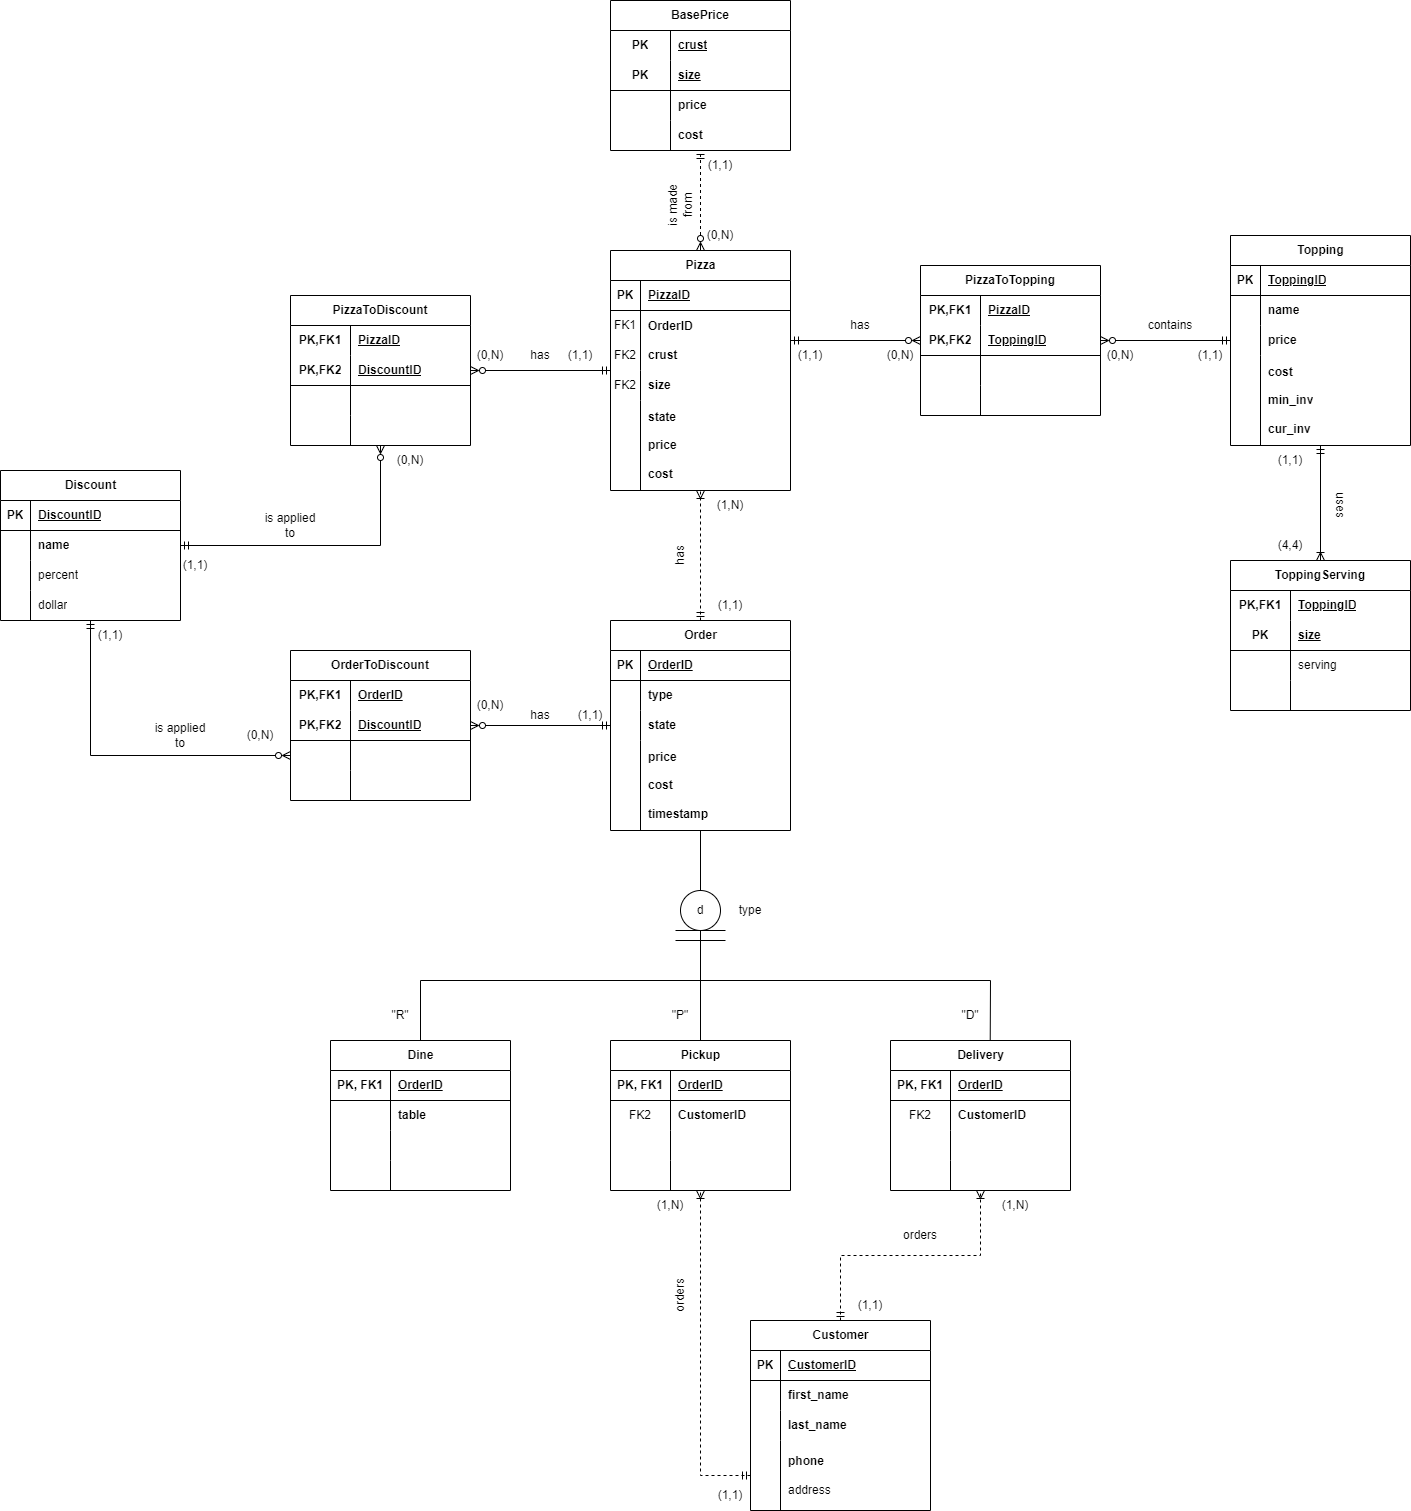 BasePrice
PK crust
PK size
price
cost
(1,1)
is made
from
(0,N)
Pizza
PK PizzaID
FK1 OrderID
FK2 crust
FK2 size
state
price
cost
PizzaToDiscount
PK,FK1 PizzaID
PK,FK2 DiscountID
(0,N) has (1,1)
(0,N)
has
(1,1) (0,N)
PizzaToTopping
PK,FK1 PizzaID
PK,FK2 ToppingID
contains
(0,N) (1,1)
Topping
PK ToppingID
name
price
cost
min_inv
cur_inv
(1,1)
uses
(4,4)
ToppingServing
PK,FK1 ToppingID
PK size
serving
Discount
PK DiscountID
name
percent
dollar
is applied
to
(1,1)
(1,1)
is applied
to
(0,N)
(1,N)
has
(1,1)
OrderToDiscount
PK,FK1 OrderID
PK,FK2 DiscountID
(0,N) has (1,1)
Order
PK OrderID
type
state
price
cost
timestamp
d type
"R" "P" "D"
Dine
PK, FK1 OrderID
table
Pickup
PK, FK1 OrderID
FK2 CustomerID
Delivery
PK, FK1 OrderID
FK2 CustomerID
(1,N) (1,N)
orders
orders
(1,1)
Customer
PK CustomerID
first_name
last_name
phone
address
(1,1)